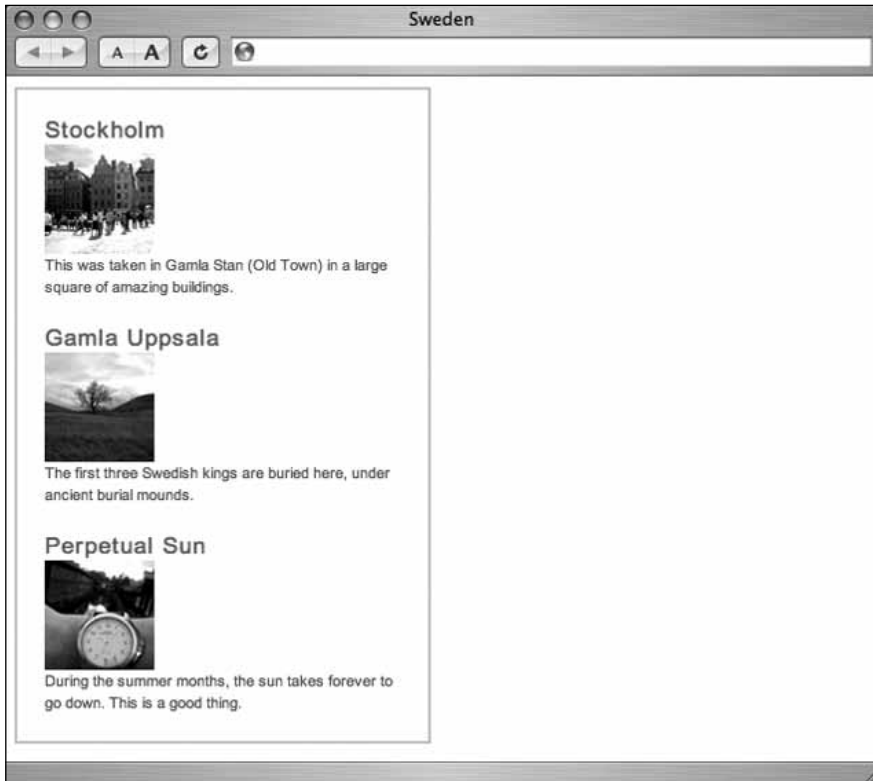 Sweden
A A
Stockholm
This was taken in Gamla Stan (Old Town) in a large
square of amazing buildings.
Gamla Uppsala
The first three Swedish kings are buried here, under
ancient burial mounds.
Perpetual Sun
During the summer months, the sun takes forever to
go down. This is a good thing.